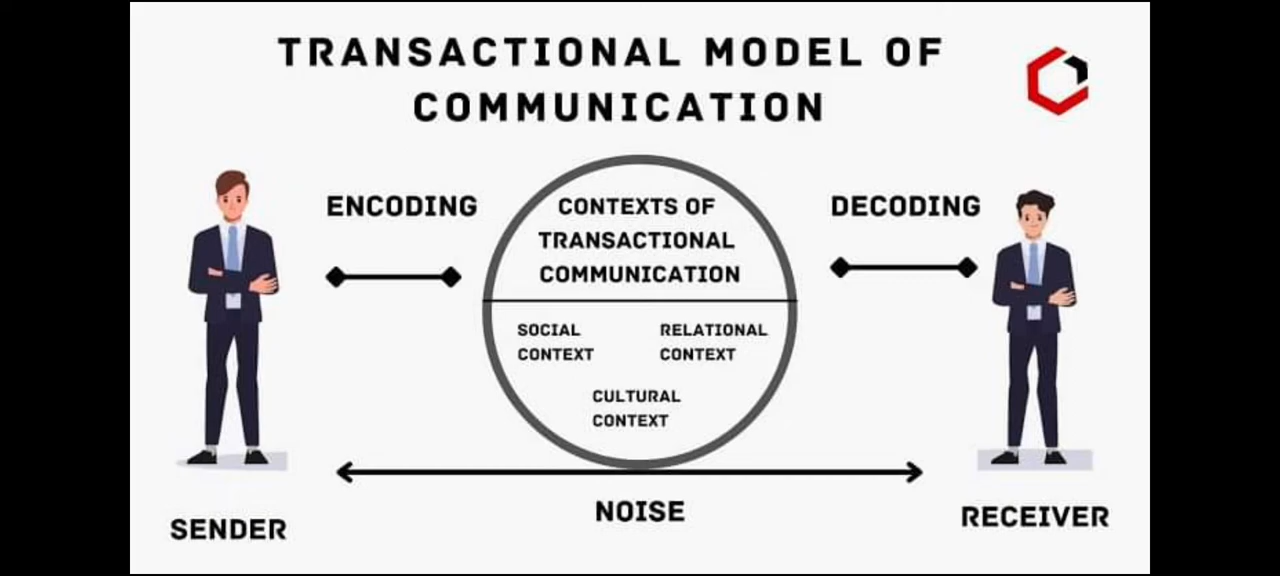 TRANSACTIONAL MODEL OF
COMMUNICATION
ENCODING
CONTEXTS OF
TRANSACTIONAL
COMMUNICATION
DECODING
SOCIAL
CONTEXT
RELATIONAL
CONTEXT
CULTURAL
CONTEXT
NOISE
SENDER
RECEIVER